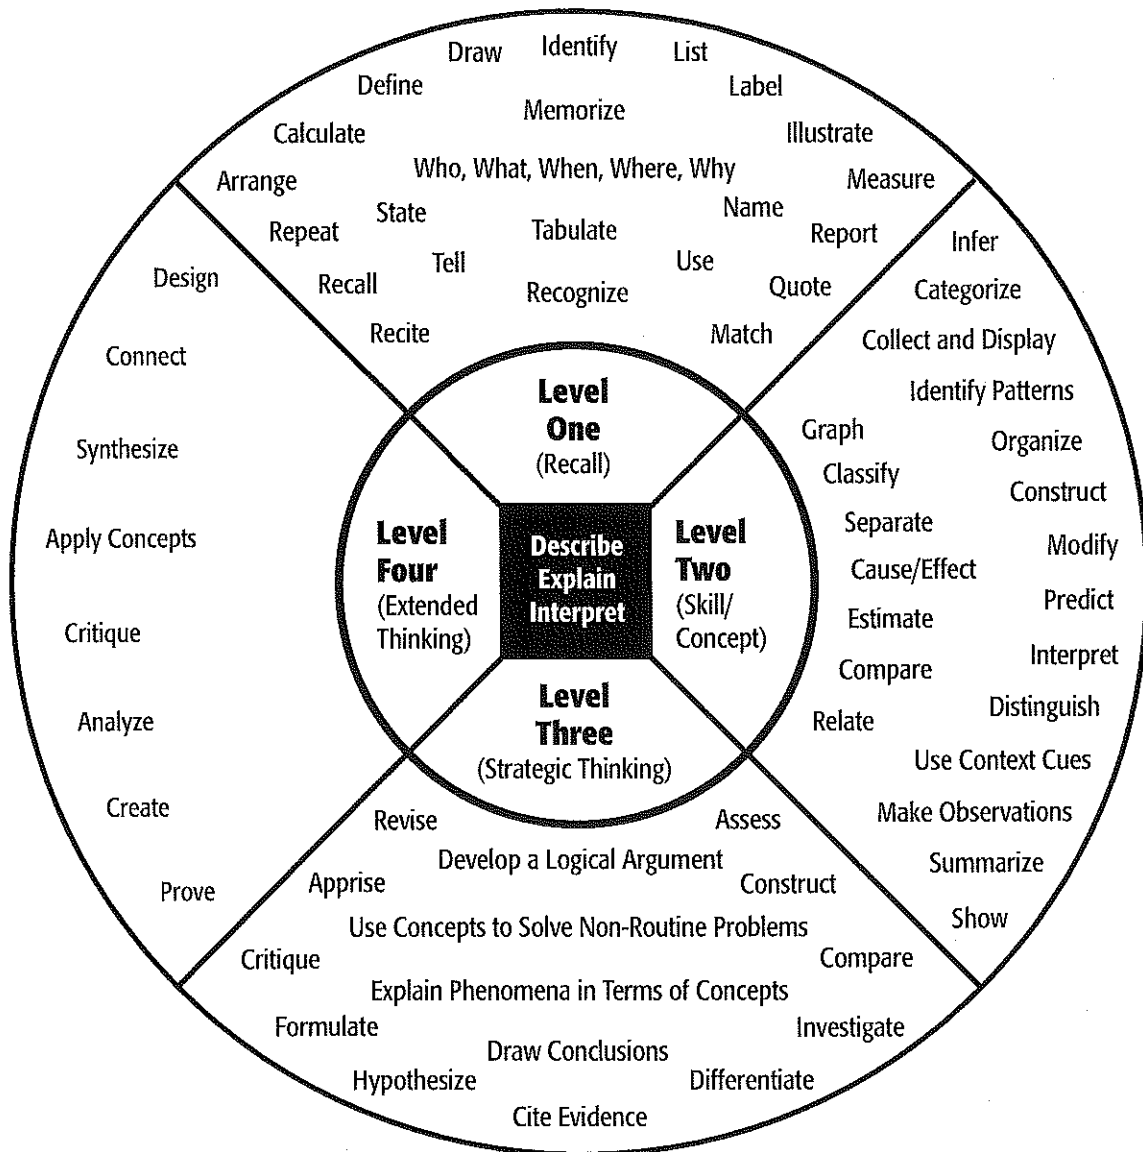 Draw
Identify
List
Define
Label
Memorize
Calculate
Illustrate
Who, What, When, Where, Why
Arrange
Measure
State
Name
Repeat
Tabulate
Report
Tell
Use
Recall
Recognize
Quote
Recite
Match
Level
One
(Recall)
Infer
Categorize
Collect and Display
Identify Patterns
Graph
Organize
Classify
Construct
Separate
Modify
Cause/Effect
Predict
Estimate
Interpret
Compare
Distinguish
Relate
Use Context Cues
Make Observations
Summarize
Show
Level
Two
(Skill/
Concept)
Describe
Explain
Interpret
Level
Three
(Strategic Thinking)
Revise
Assess
Develop a Logical Argument
Apprise
Construct
Use Concepts to Solve Non-Routine Problems
Critique
Compare
Explain Phenomena in Terms of Concepts
Formulate
Investigate
Draw Conclusions
Hypothesize
Differentiate
Cite Evidence
Level
Four
(Extended
Thinking)
Design
Connect
Synthesize
Apply Concepts
Critique
Analyze
Create
Prove